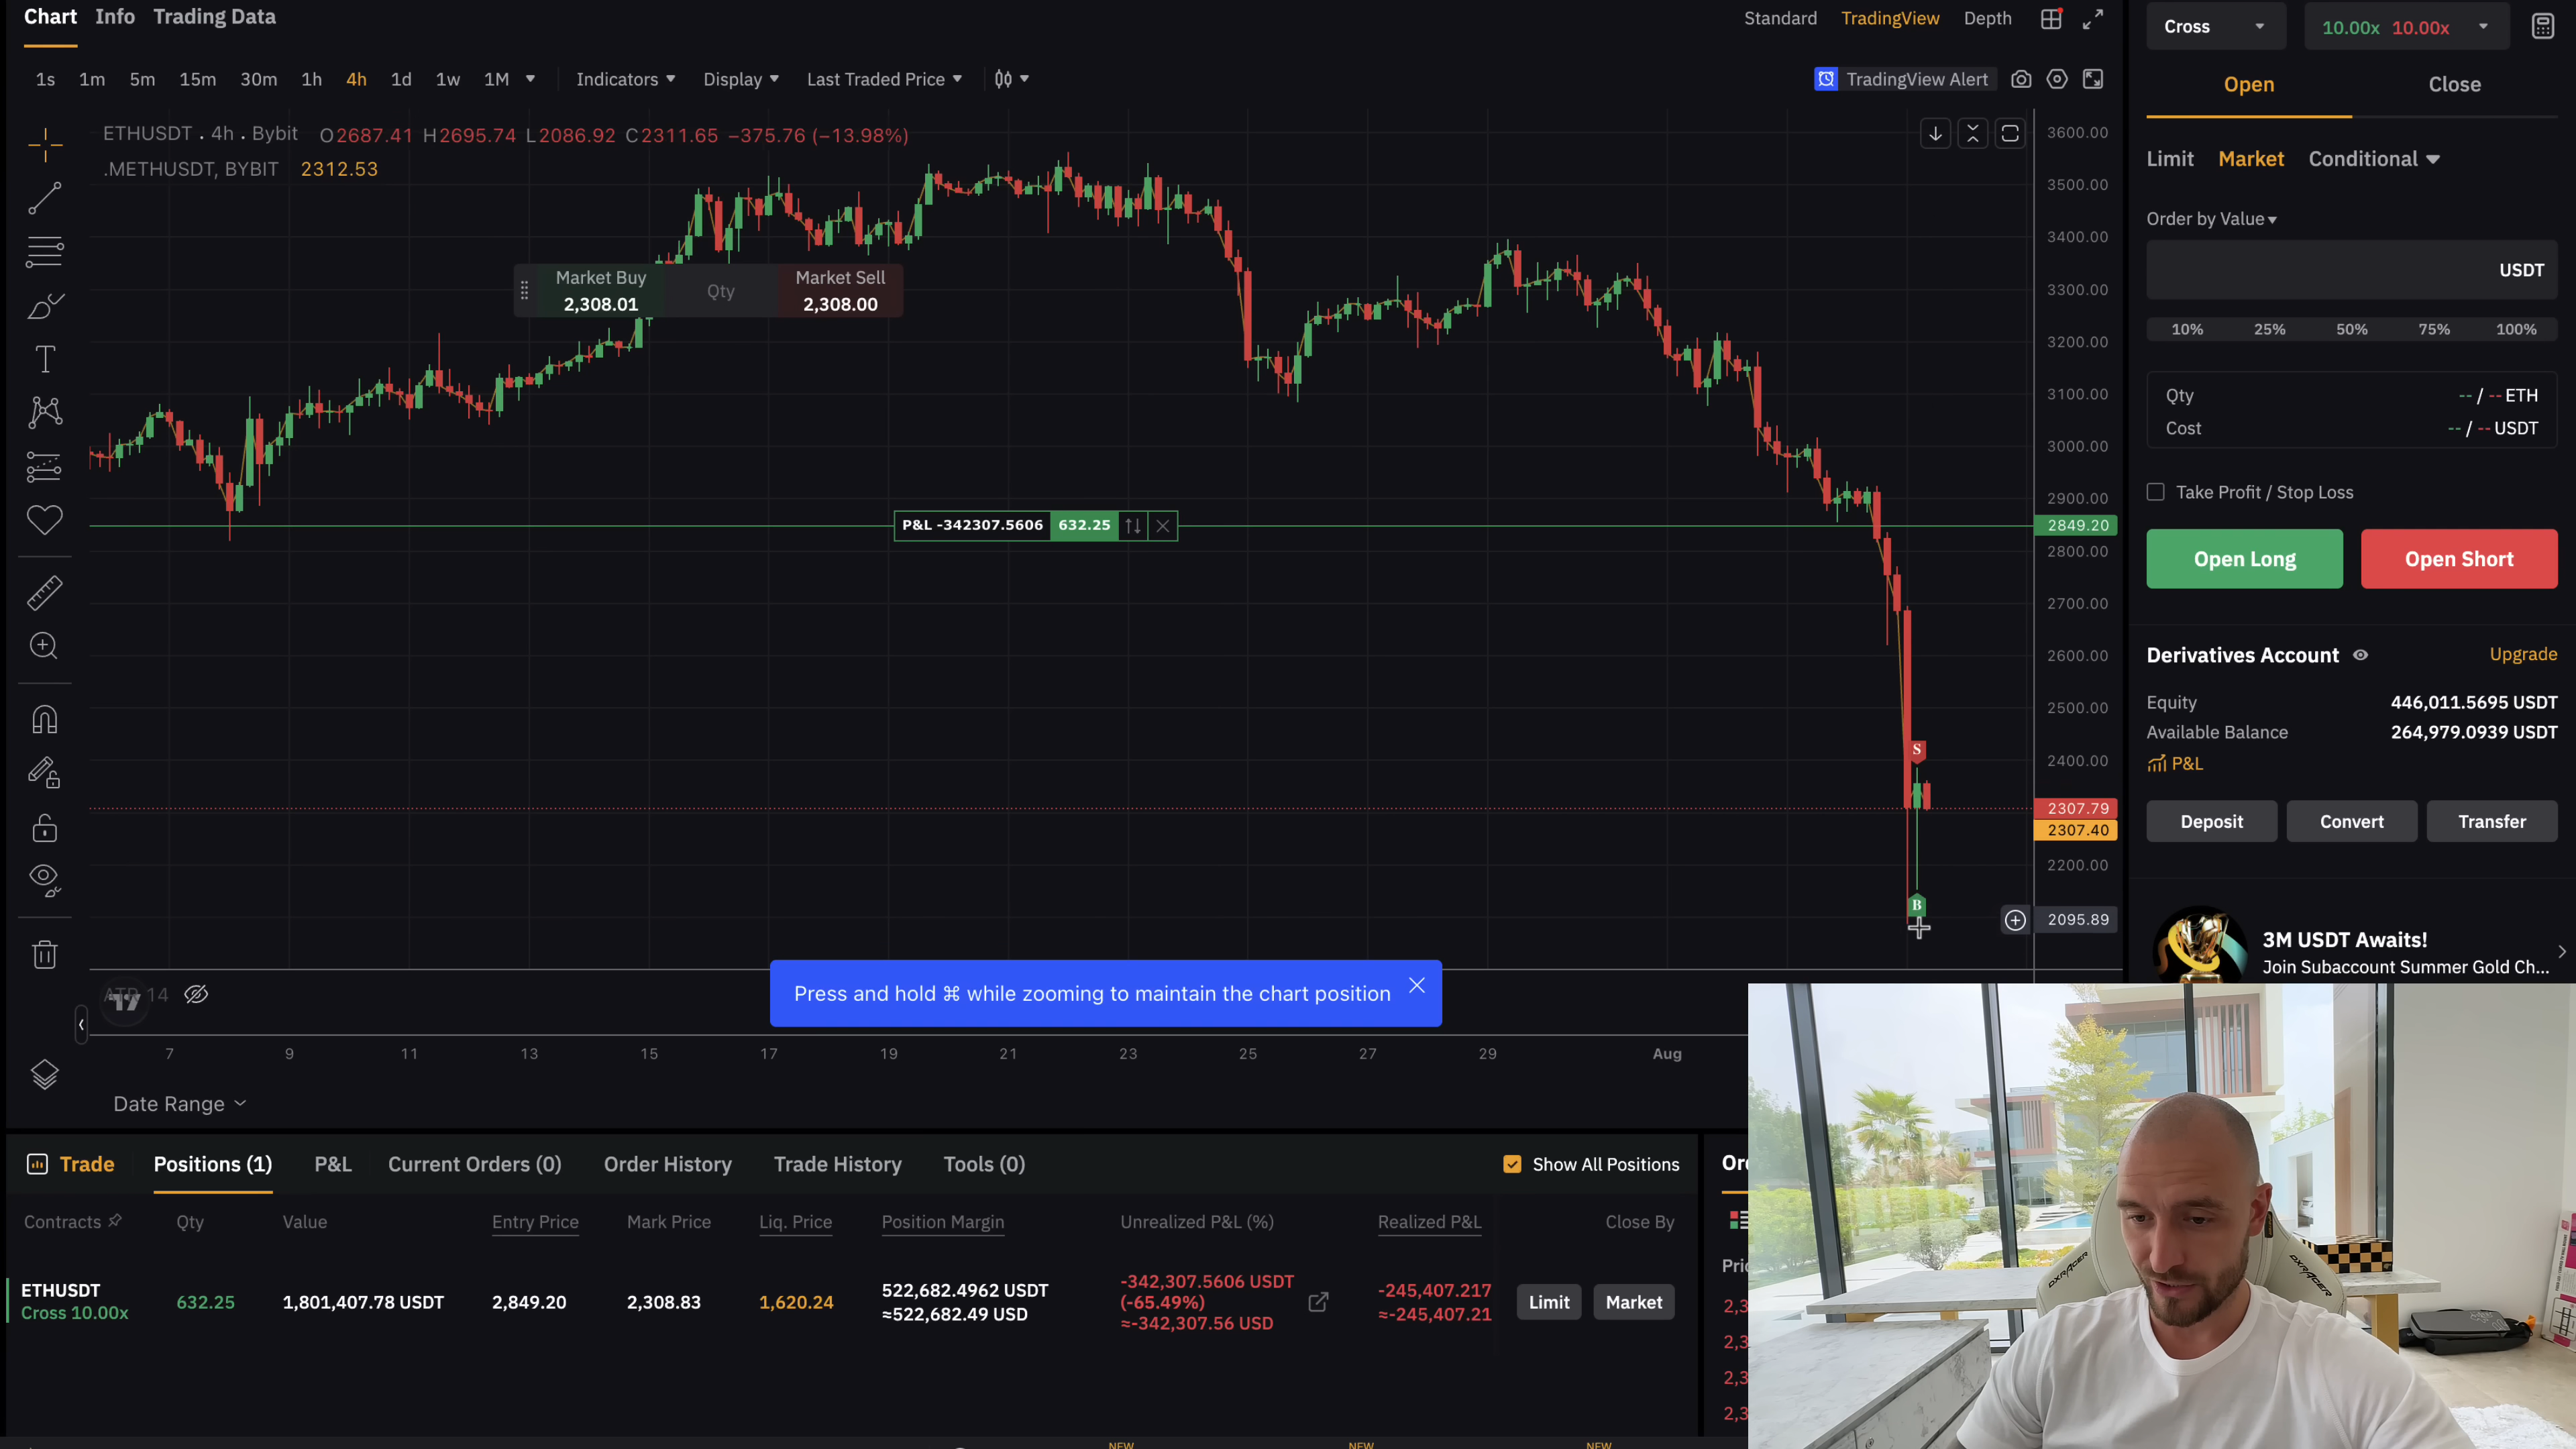 Chart Info Trading Data
Standard TradingView Depth
1s 1m 5m 15m 30m 1h 4h 1d 1w 1M Indicators Display Last Traded Price
TradingView Alert
ETHUSDT . 4h . Bybit O2687.41 H2695.74 L2086.92 C2311.65 −375.76 (−13.98%)
.METHUSDT, BYBIT 2312.53
Market Buy
2,308.01
Qty
Market Sell
2,308.00
P&L -342307.5606 632.25
S
B
3600.00
3500.00
3400.00
3300.00
3200.00
3100.00
3000.00
2900.00
2849.20
2800.00
2700.00
2600.00
2500.00
2400.00
2307.79
2307.40
2200.00
2095.89
ATR 14
Press and hold ⌘ while zooming to maintain the chart position
7 9 11 13 15 17 19 21 23 25 27 29 Aug
Date Range
Cross
10.00x 10.00x
Open Close
Limit Market Conditional
Order by Value
USDT
10% 25% 50% 75% 100%
Qty -- / -- ETH
Cost -- / -- USDT
Take Profit / Stop Loss
Open Long Open Short
Derivatives Account Upgrade
Equity 446,011.5695 USDT
Available Balance 264,979.0939 USDT
P&L
Deposit Convert Transfer
3M USDT Awaits!
Join Subaccount Summer Gold Ch...
Trade Positions (1) P&L Current Orders (0) Order History Trade History Tools (0)
Show All Positions
Contracts Qty Value Entry Price Mark Price Liq. Price Position Margin Unrealized P&L (%) Realized P&L Close By
ETHUSDT
Cross 10.00x
632.25
1,801,407.78 USDT
2,849.20
2,308.83
1,620.24
522,682.4962 USDT
≈522,682.49 USD
-342,307.5606 USDT
(-65.49%)
≈-342,307.56 USD
-245,407.217
≈-245,407.21
Limit Market
NEW NEW NEW
DXRACER
DXRACER